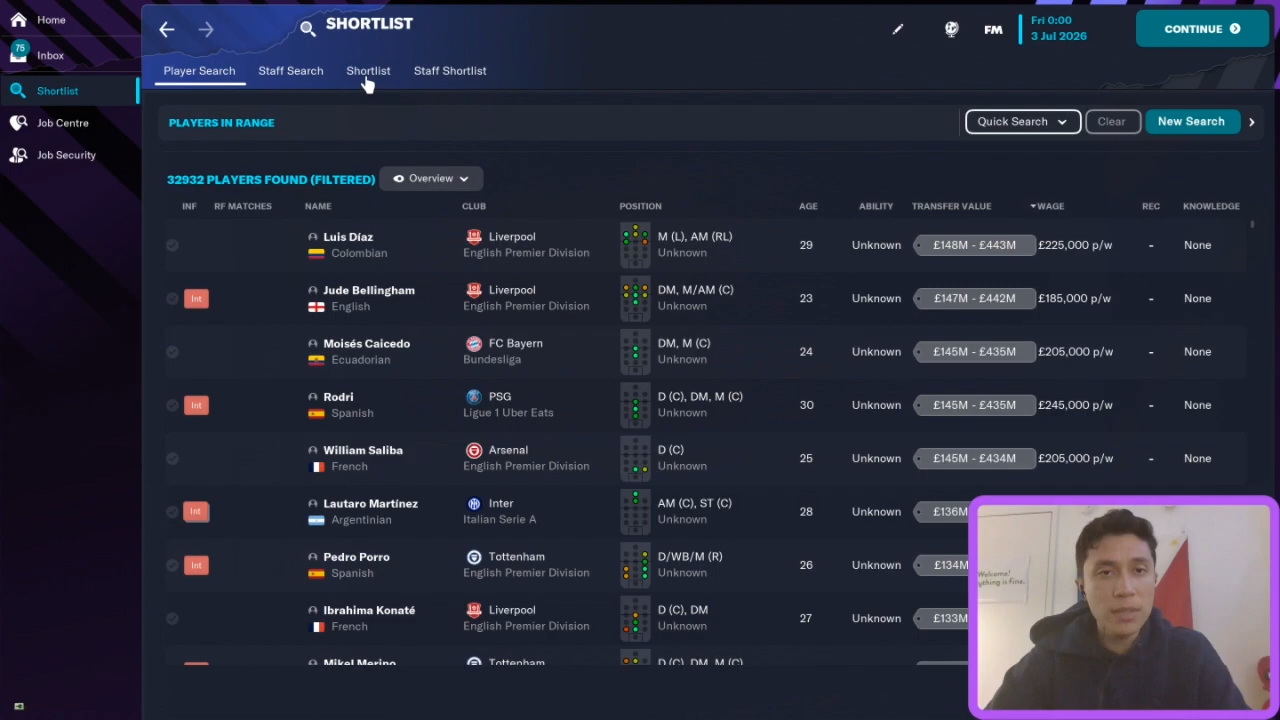 Home
75
Inbox
Shortlist
Job Centre
Job Security
SHORTLIST
FM
Fri 0:00
3 Jul 2026
CONTINUE
Player Search Staff Search Shortlist Staff Shortlist
PLAYERS IN RANGE
Quick Search Clear New Search
32932 PLAYERS FOUND (FILTERED) Overview
INF RF MATCHES NAME CLUB POSITION AGE ABILITY TRANSFER VALUE WAGE REC KNOWLEDGE
Luis Díaz Liverpool M (L), AM (RL) 29 Unknown £148M - £443M £225,000 p/w - None
Colombian English Premier Division Unknown
Int Jude Bellingham Liverpool DM, M/AM (C) 23 Unknown £147M - £442M £185,000 p/w - None
English English Premier Division Unknown
Moisés Caicedo FC Bayern DM, M (C) 24 Unknown £145M - £435M £205,000 p/w - None
Ecuadorian Bundesliga Unknown
Int Rodri PSG D (C), DM, M (C) 30 Unknown £145M - £435M £245,000 p/w - None
Spanish Ligue 1 Uber Eats Unknown
William Saliba Arsenal D (C) 25 Unknown £145M - £434M £205,000 p/w - None
French English Premier Division Unknown
Int Lautaro Martínez Inter AM (C), ST (C) 28 Unknown £136M
Argentinian Italian Serie A Unknown
Int Pedro Porro Tottenham D/WB/M (R) 26 Unknown £134M
Spanish English Premier Division Unknown
Ibrahima Konaté Liverpool D (C), DM 27 Unknown £133M
French English Premier Division Unknown
Mikel Merino Tottenham D (C), DM, M (C)
Welcome!
ything is Fine.